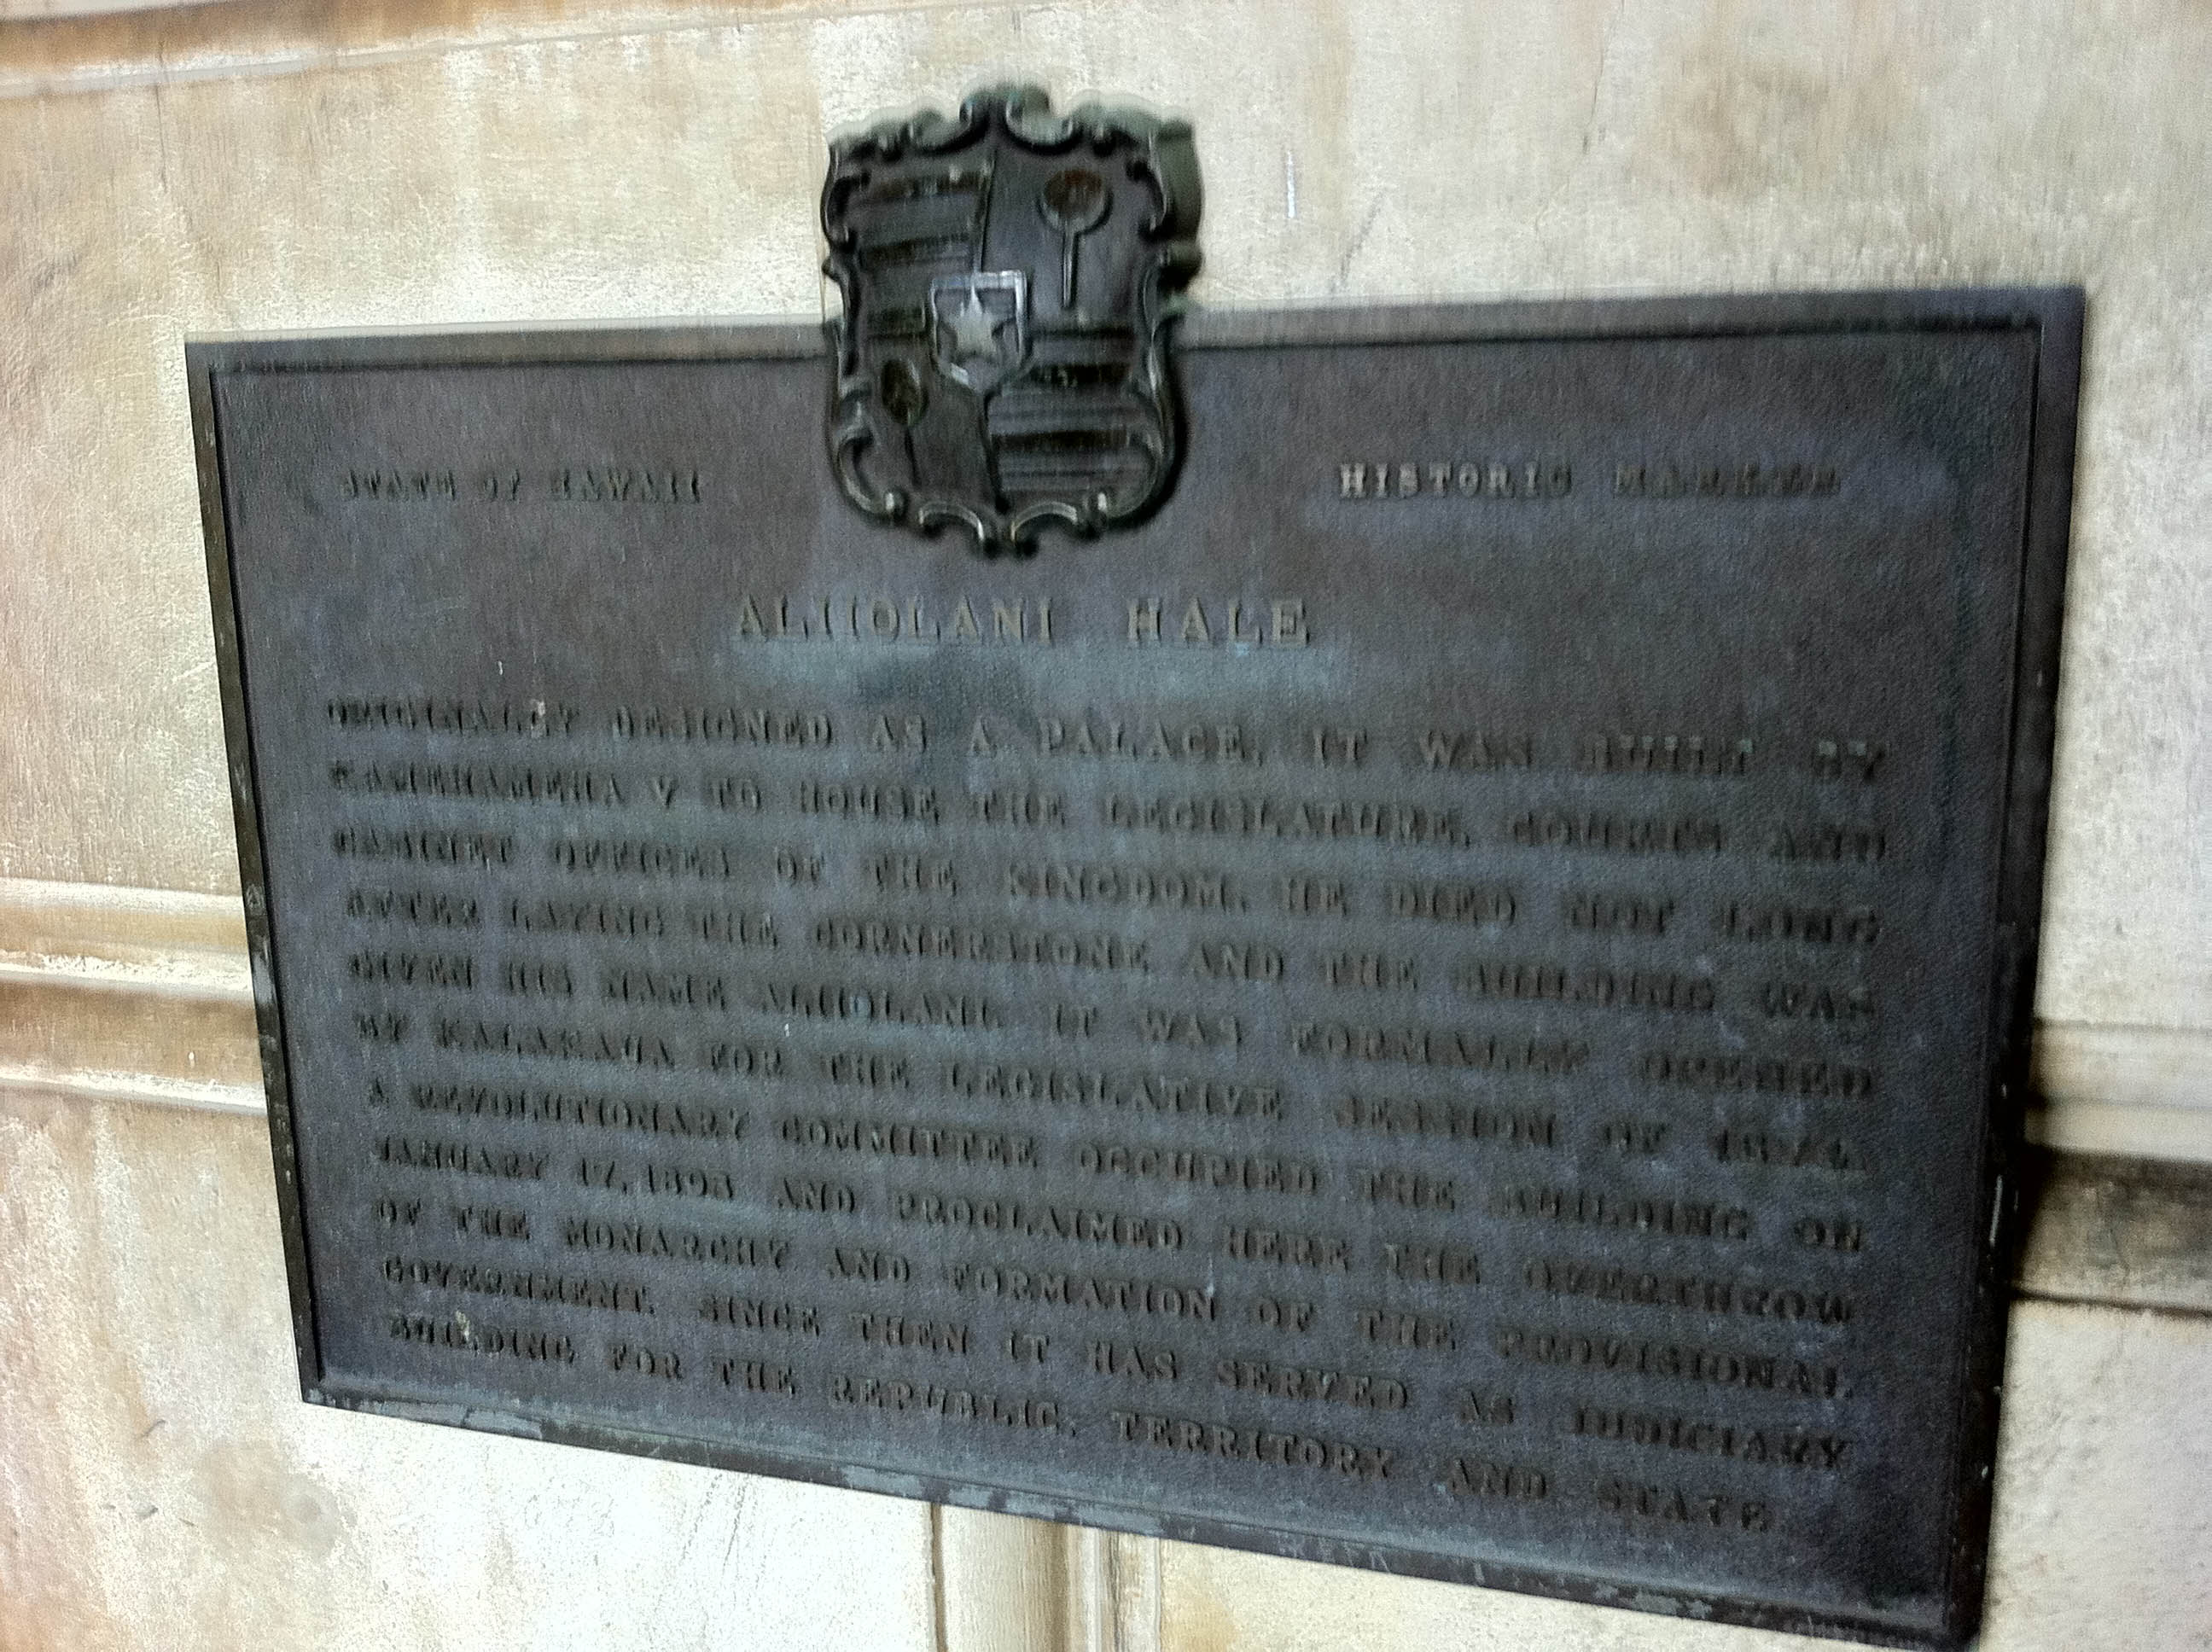 STATE OF HAWAII
HISTORIC MARKER
ALIIOLANI HALE
ORIGINALLY DESIGNED AS A PALACE, IT WAS BUILT BY
KAMEHAMEHA V TO HOUSE THE LEGISLATURE, COURTS AND
CABINET OFFICES OF THE KINGDOM. HE DIED NOT LONG
AFTER LAYING THE CORNERSTONE AND THE BUILDING WAS
GIVEN HIS NAME ALIIOLANI. IT WAS FORMALLY OPENED
BY KALAKAUA FOR THE LEGISLATIVE SESSION OF 1874.
A REVOLUTIONARY COMMITTEE OCCUPIED THE BUILDING ON
JANUARY 17, 1893 AND PROCLAIMED HERE THE OVERTHROW
OF THE MONARCHY AND FORMATION OF THE PROVISIONAL
GOVERNMENT. SINCE THEN IT HAS SERVED AS JUDICIARY
BUILDING FOR THE REPUBLIC, TERRITORY AND STATE